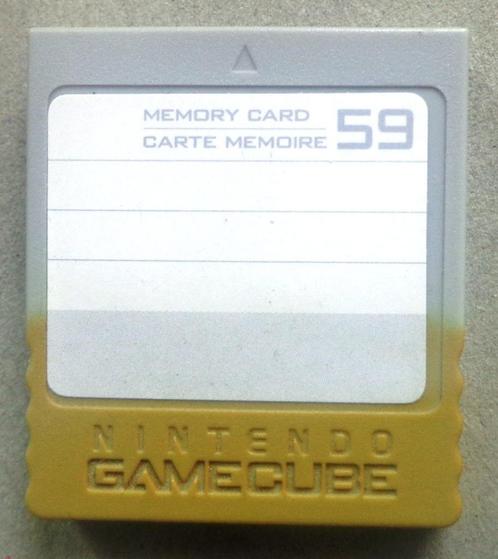 MEMORY CARD
CARTE MEMOIRE 59
NINTENDO
GAMECUBE